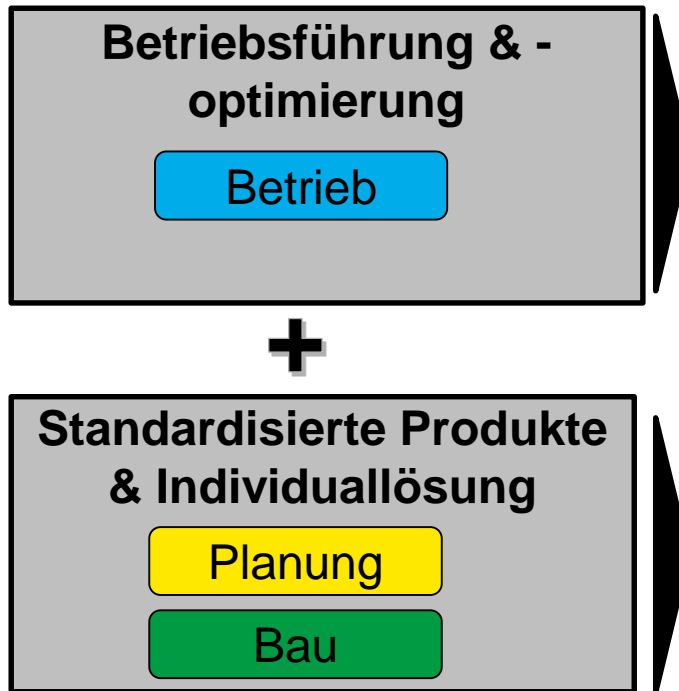 Betriebsführung & -
optimierung
Betrieb
+
Standardisierte Produkte
& Individuallösung
Planung
Bau